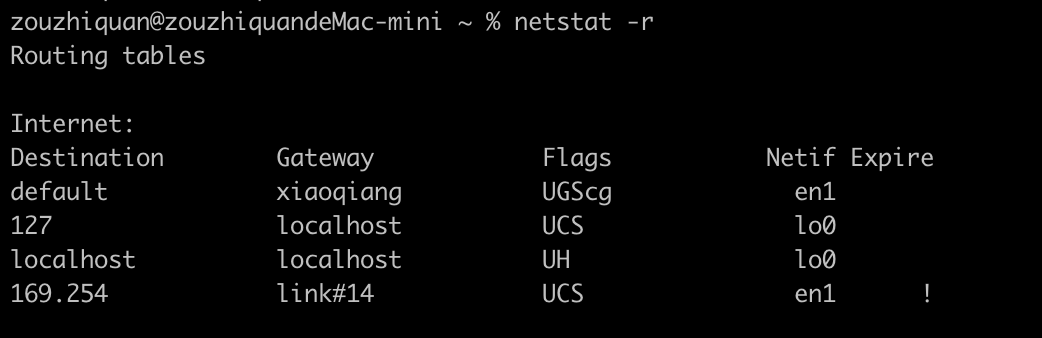 zouzhiquan@zouzhiquandeMac-mini ~ % netstat -r
Routing tables
Internet:
Destination Gateway Flags Netif Expire
default xiaoqiang UGScg en1
127 localhost UCS lo0
localhost localhost UH lo0
169.254 link#14 UCS en1 !